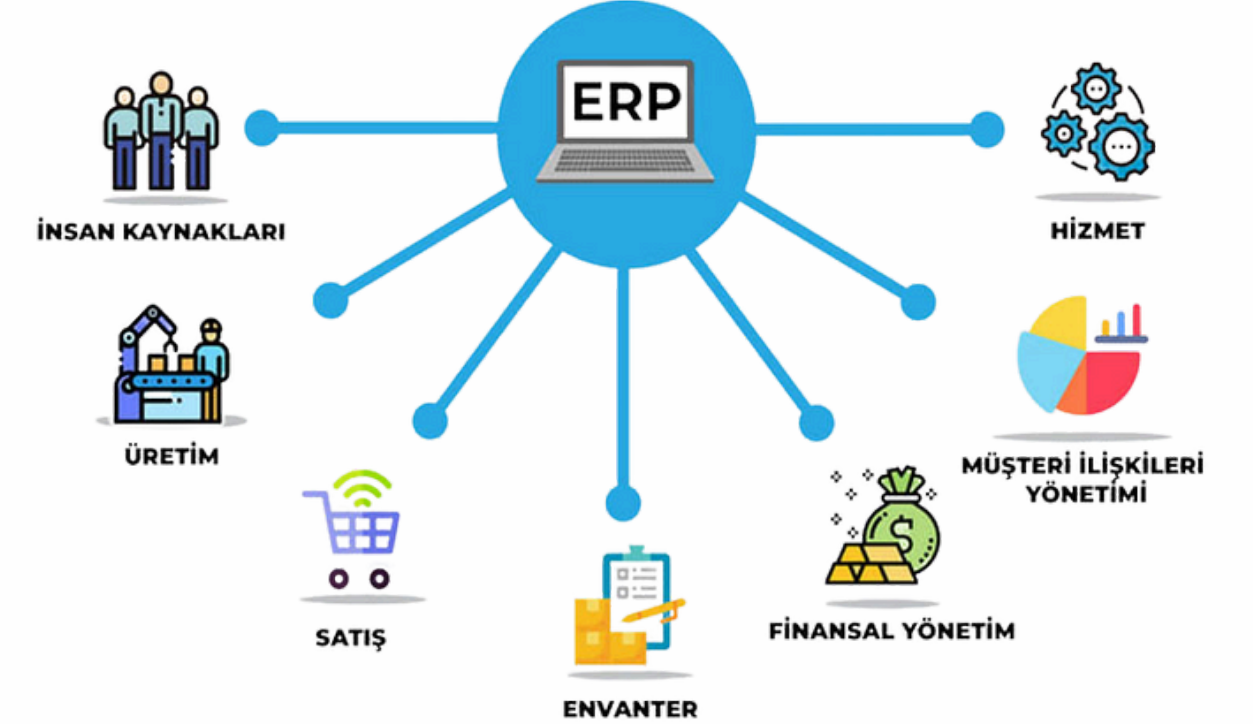 ERP
İNSAN KAYNAKLARI
HİZMET
ÜRETİM
MÜŞTERİ İLİŞKİLERİ
YÖNETİMİ
SATIŞ
FİNANSAL YÖNETİM
ENVANTER